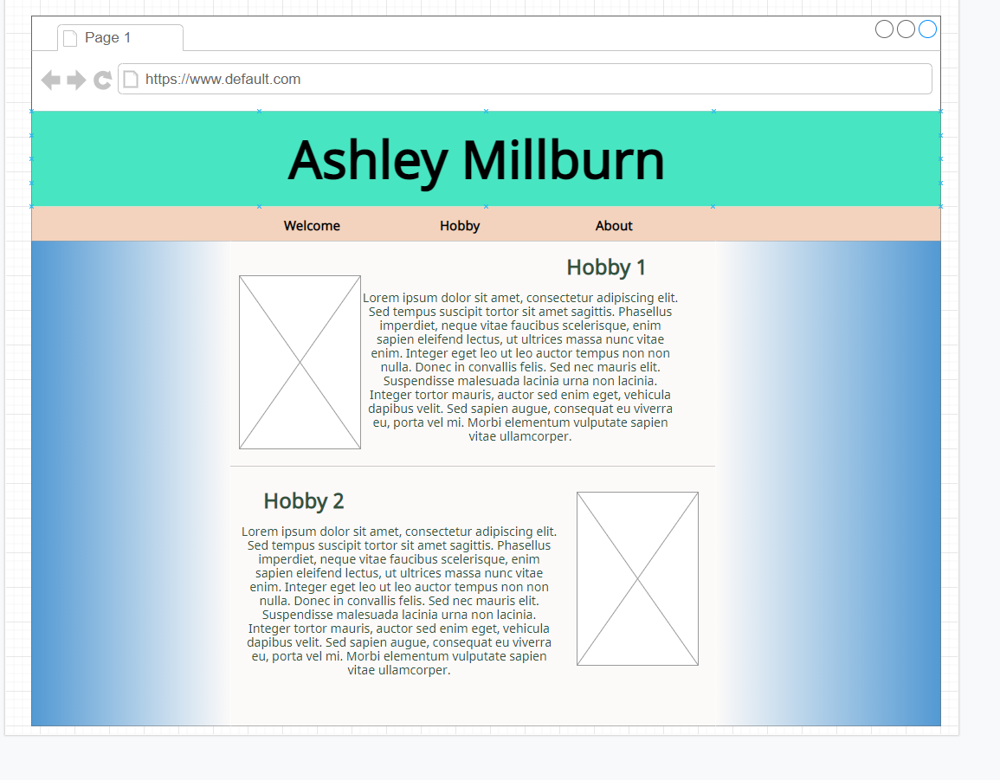 Page 1
https://www.default.com
Ashley Millburn
Welcome
Hobby
About
Hobby 1
Lorem ipsum dolor sit amet, consectetur adipiscing elit.
Sed tempus suscipit tortor sit amet sagittis. Phasellus
imperdiet, neque vitae faucibus scelerisque, enim
sapien eleifend lectus, ut ultrices massa nunc vitae
enim. Integer eget leo ut leo auctor tempus non non
nulla. Donec in convallis felis. Sed nec mauris elit.
Suspendisse malesuada lacinia urna non lacinia.
Integer tortor mauris, auctor sed enim eget, vehicula
dapibus velit. Sed sapien augue, consequat eu viverra
eu, porta vel mi. Morbi elementum vulputate sapien
vitae ullamcorper.
Hobby 2
Lorem ipsum dolor sit amet, consectetur adipiscing elit.
Sed tempus suscipit tortor sit amet sagittis. Phasellus
imperdiet, neque vitae faucibus scelerisque, enim
sapien eleifend lectus, ut ultrices massa nunc vitae
enim. Integer eget leo ut leo auctor tempus non non
nulla. Donec in convallis felis. Sed nec mauris elit.
Suspendisse malesuada lacinia urna non lacinia.
Integer tortor mauris, auctor sed enim eget, vehicula
dapibus velit. Sed sapien augue, consequat eu viverra
eu, porta vel mi. Morbi elementum vulputate sapien
vitae ullamcorper.